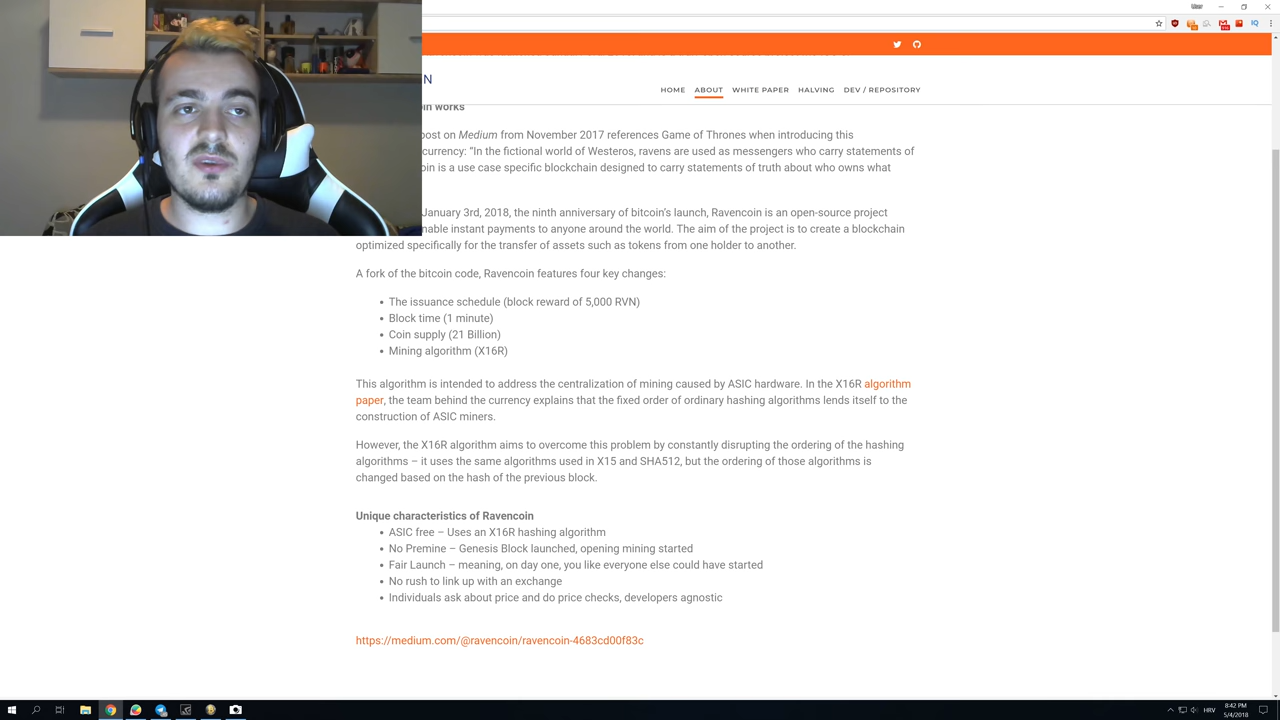 User
N
HOME ABOUT WHITE PAPER HALVING DEV / REPOSITORY
works
post on Medium from November 2017 references Game of Thrones when introducing this
currency: “In the fictional world of Westeros, ravens are used as messengers who carry statements of
is a use case specific blockchain designed to carry statements of truth about who owns what
January 3rd, 2018, the ninth anniversary of bitcoin’s launch, Ravencoin is an open-source project
instant payments to anyone around the world. The aim of the project is to create a blockchain
optimized specifically for the transfer of assets such as tokens from one holder to another.
A fork of the bitcoin code, Ravencoin features four key changes:
• The issuance schedule (block reward of 5,000 RVN)
• Block time (1 minute)
• Coin supply (21 Billion)
• Mining algorithm (X16R)
This algorithm is intended to address the centralization of mining caused by ASIC hardware. In the X16R algorithm
paper, the team behind the currency explains that the fixed order of ordinary hashing algorithms lends itself to the
construction of ASIC miners.
However, the X16R algorithm aims to overcome this problem by constantly disrupting the ordering of the hashing
algorithms – it uses the same algorithms used in X15 and SHA512, but the ordering of those algorithms is
changed based on the hash of the previous block.
Unique characteristics of Ravencoin
• ASIC free – Uses an X16R hashing algorithm
• No Premine – Genesis Block launched, opening mining started
• Fair Launch – meaning, on day one, you like everyone else could have started
• No rush to link up with an exchange
• Individuals ask about price and do price checks, developers agnostic
https://medium.com/@ravencoin/ravencoin-4683cd00f83c
HRV
8:42 PM
5/4/2018